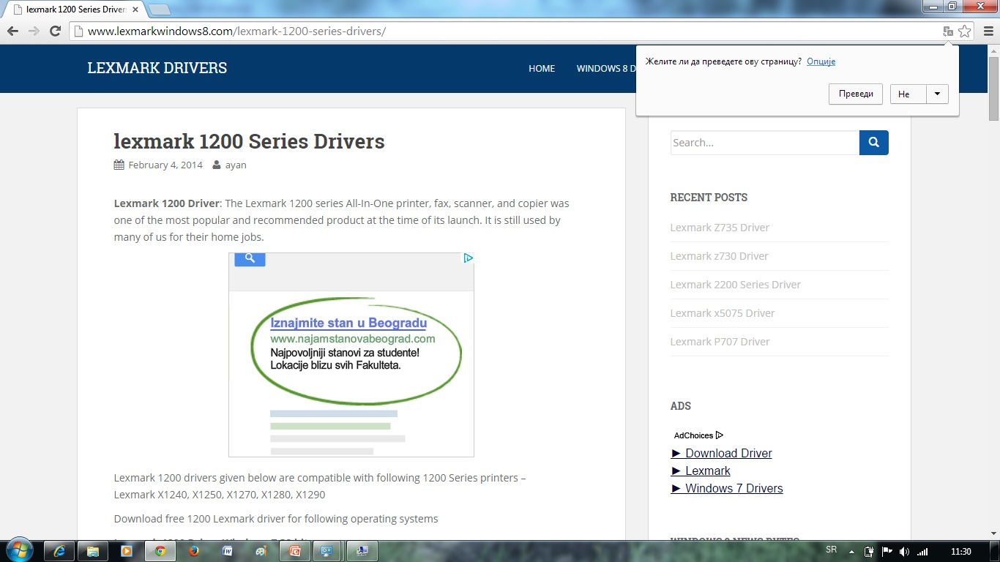 lexmark 1200 Series Drivers
www.lexmarkwindows8.com/lexmark-1200-series-drivers/
Желите ли да преведете ову страницу? Опције
Преведи
Не
LEXMARK DRIVERS
HOME
WINDOWS 8 D
lexmark 1200 Series Drivers
February 4, 2014 ayan
Lexmark 1200 Driver: The Lexmark 1200 series All-In-One printer, fax, scanner, and copier was
one of the most popular and recommended product at the time of its launch. It is still used by
many of us for their home jobs.
Iznajmite stan u Beogradu
www.najamstanovabeograd.com
Najpovoljniji stanovi za studente!
Lokacije blizu svih Fakulteta.
Lexmark 1200 drivers given below are compatible with following 1200 Series printers –
Lexmark X1240, X1250, X1270, X1280, X1290
Download free 1200 Lexmark driver for following operating systems
Search...
RECENT POSTS
Lexmark Z735 Driver
Lexmark z730 Driver
Lexmark 2200 Series Driver
Lexmark x5075 Driver
Lexmark P707 Driver
ADS
AdChoices
► Download Driver
► Lexmark
► Windows 7 Drivers
SR
11:30